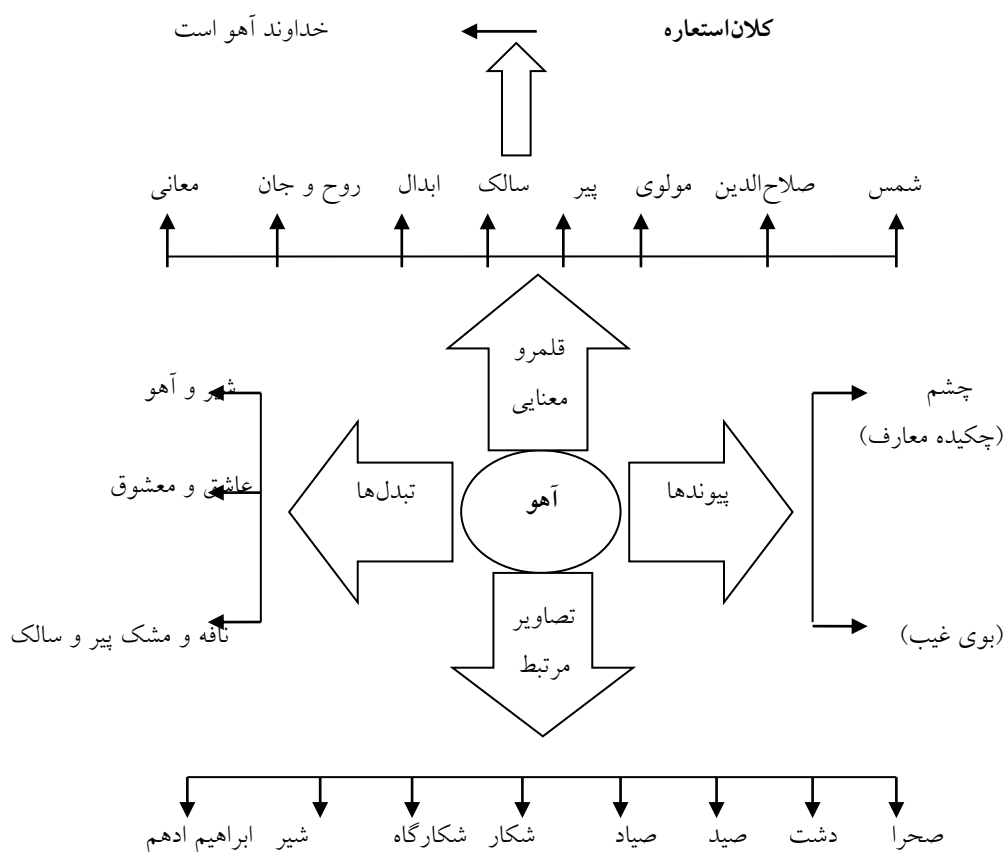 کلان‌استعاره خداوند آهو است
شمس صلاح‌الدین مولوی پیر سالک ابدال روح و جان معانی
قلمرو
معنایی
چشم
(چکیده معارف)
(بوی غیب)
پیوندها
آهو
تبدل‌ها
شیر و آهو
عاشق و معشوق
نافه و مشک پیر و سالک
تصاویر
مرتبط
صحرا دشت صید صیاد شکار شکارگاه شیر ابراهیم ادهم